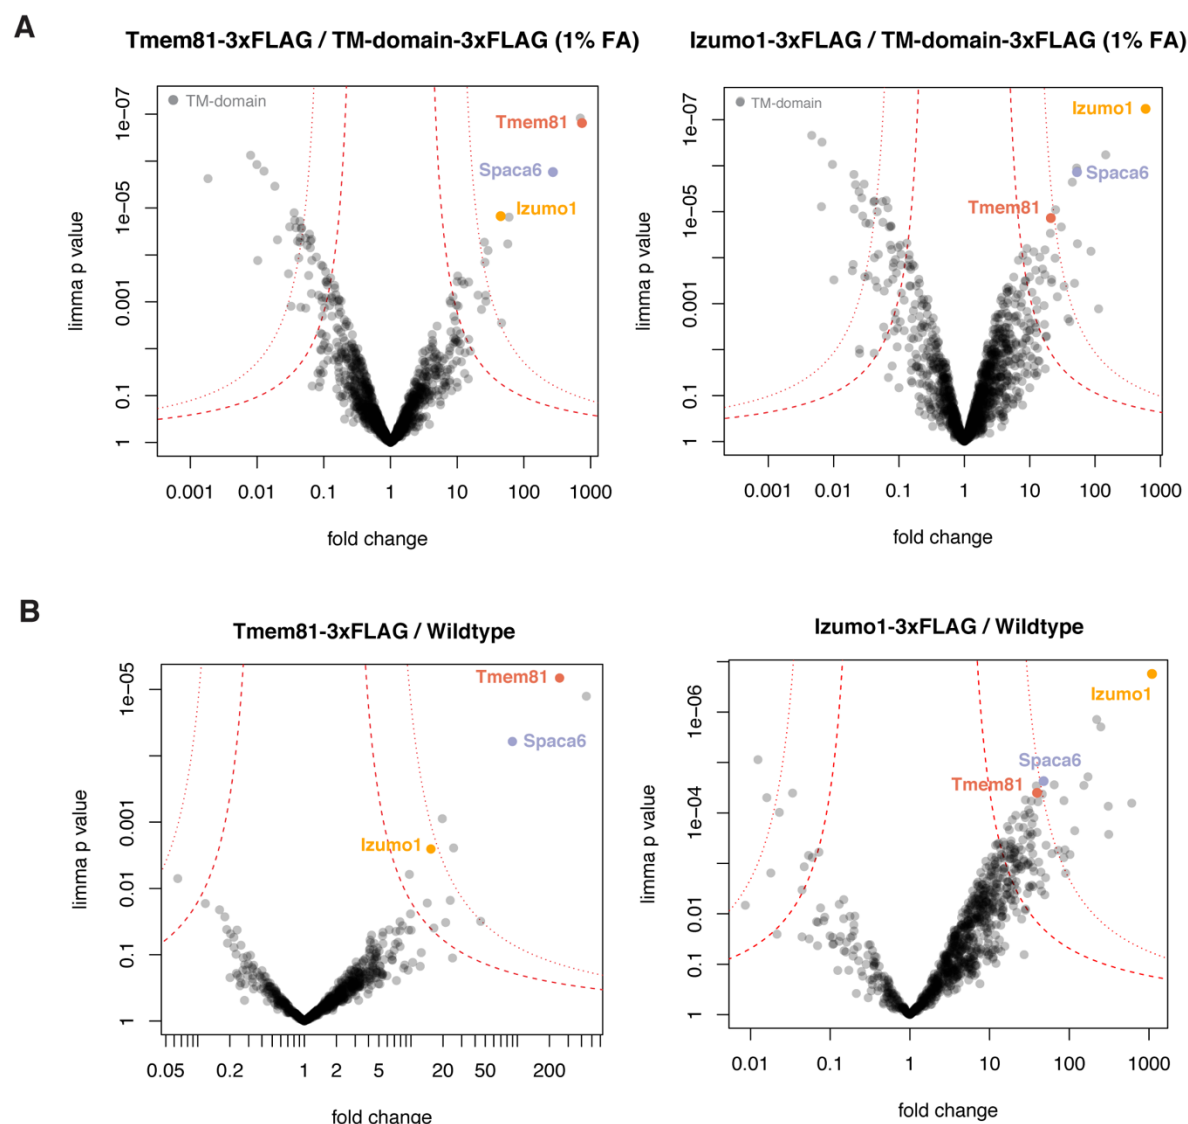 A
Tmem81-3xFLAG / TM-domain-3xFLAG (1% FA)
TM-domain
Tmem81
Spaca6
Izumo1
1e−07
1e−05
0.001
0.1
1
limma p value
0.001 0.01 0.1 1 10 100 1000
fold change
Izumo1-3xFLAG / TM-domain-3xFLAG (1% FA)
TM-domain
Izumo1
Spaca6
Tmem81
1e−07
1e−05
0.001
0.1
1
limma p value
0.001 0.01 0.1 1 10 100 1000
fold change
B
Tmem81-3xFLAG / Wildtype
Tmem81
Spaca6
Izumo1
1e−05
0.001
0.01
0.1
1
limma p value
0.05 0.2 1 2 5 20 50 200
fold change
Izumo1-3xFLAG / Wildtype
Izumo1
Spaca6
Tmem81
1e−06
1e−04
0.01
0.1
1
limma p value
0.01 0.1 1 10 100 1000
fold change